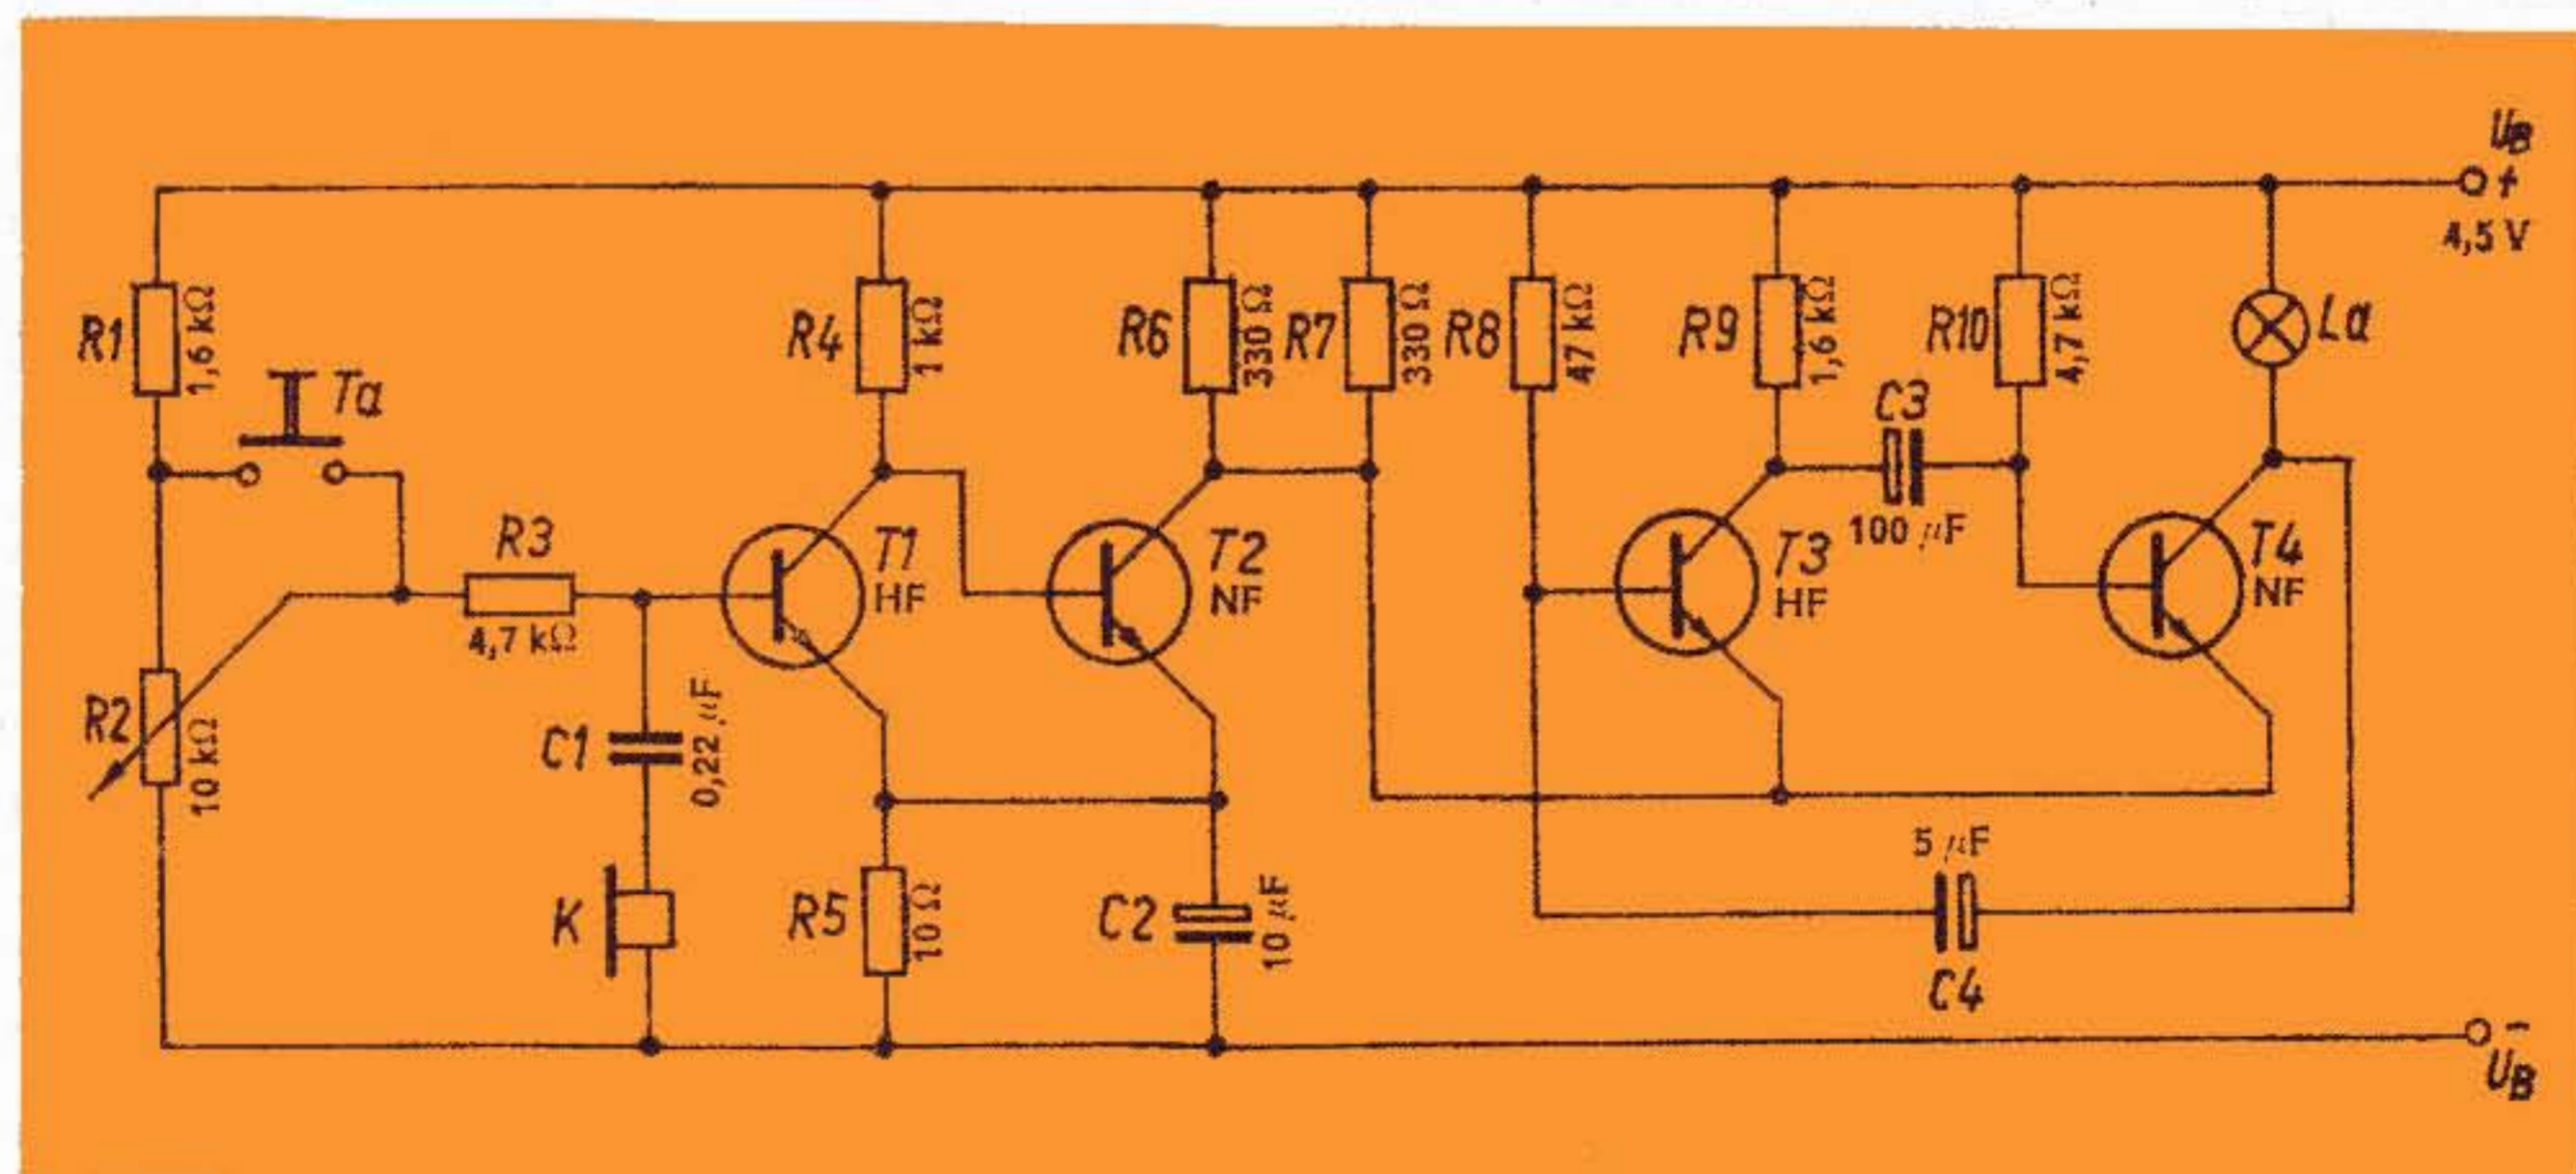 U_B
+
4,5 V
R1
1,6 kΩ
Ta
R2
10 kΩ
R3
4,7 kΩ
C1
0,22 µF
K
R4
1 kΩ
T1
HF
R5
10 Ω
R6
330 Ω
T2
NF
C2
10 µF
R7
330 Ω
R8
47 kΩ
R9
1,6 kΩ
T3
HF
C3
100 µF
R10
4,7 kΩ
La
T4
NF
5 µF
C4
-
U_B